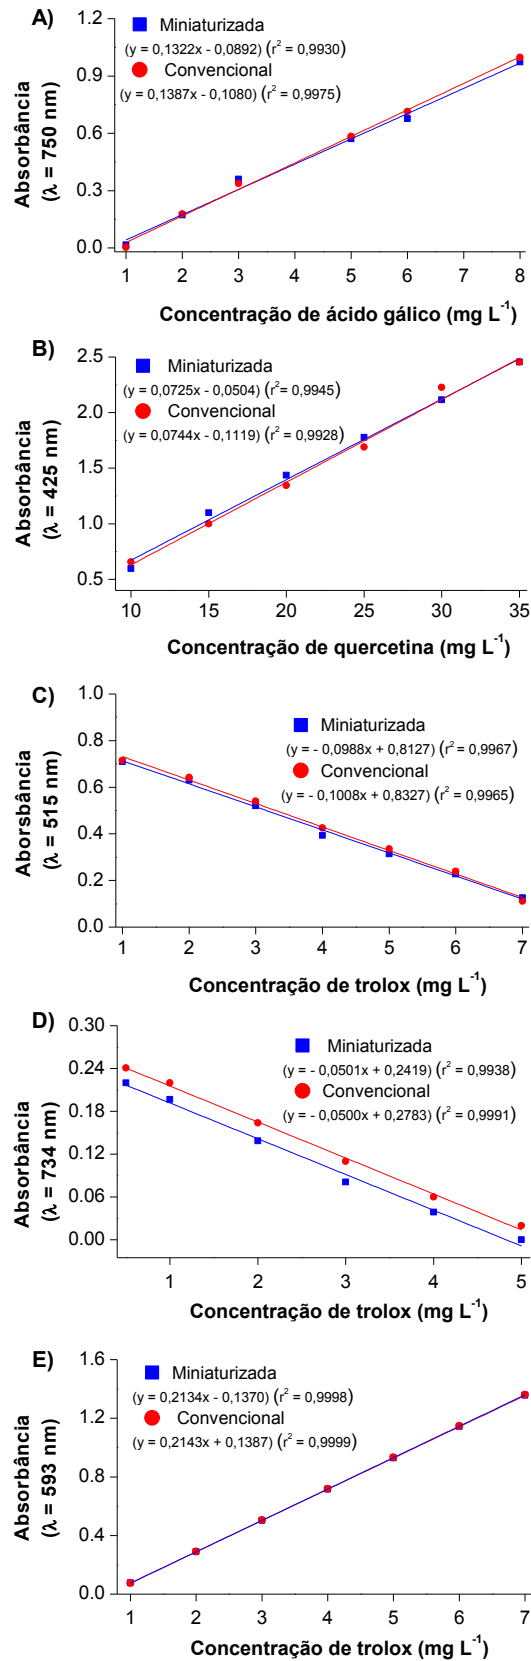 A)
Miniaturizada
(y = 0,1322x - 0,0892) (r² = 0,9930)
Convencional
(y = 0,1387x - 0,1080) (r² = 0,9975)
1.2
0.9
0.6
0.3
0.0
Absorbância
(λ = 750 nm)
1 2 3 4 5 6 7 8
Concentração de ácido gálico (mg L⁻¹)
B)
Miniaturizada
(y = 0,0725x - 0,0504) (r² = 0,9945)
Convencional
(y = 0,0744x - 0,1119) (r² = 0,9928)
2.5
2.0
1.5
1.0
0.5
Absorbância
(λ = 425 nm)
10 15 20 25 30 35
Concentração de quercetina (mg L⁻¹)
C)
Miniaturizada
(y = - 0,0988x + 0,8127) (r² = 0,9967)
Convencional
(y = - 0,1008x + 0,8327) (r² = 0,9965)
1.0
0.8
0.6
0.4
0.2
0.0
Aborsbância
(λ = 515 nm)
1 2 3 4 5 6 7
Concentração de trolox (mg L⁻¹)
D)
Miniaturizada
(y = - 0,0501x + 0,2419) (r² = 0,9938)
Convencional
(y = - 0,0500x + 0,2783) (r² = 0,9991)
0.30
0.24
0.18
0.12
0.06
0.00
Absorbância
(λ = 734 nm)
1 2 3 4 5
Concentração de trolox (mg L⁻¹)
E)
Miniaturizada
(y = 0,2134x - 0,1370) (r² = 0,9998)
Convencional
(y = 0,2143x + 0,1387) (r² = 0,9999)
1.6
1.2
0.8
0.4
0.0
Absorbância
(λ = 593 nm)
1 2 3 4 5 6 7
Concentração de trolox (mg L⁻¹)